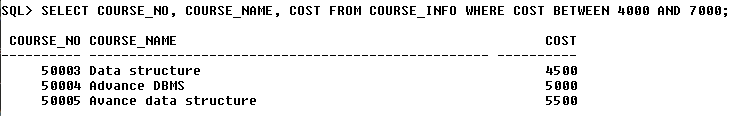 SQL> SELECT COURSE_NO, COURSE_NAME, COST FROM COURSE_INFO WHERE COST BETWEEN 4000 AND 7000;
COURSE_NO COURSE_NAME COST
---------- -------------------------------------------------- ----------
50003 Data structure 4500
50004 Advance DBMS 5000
50005 Avance data structure 5500